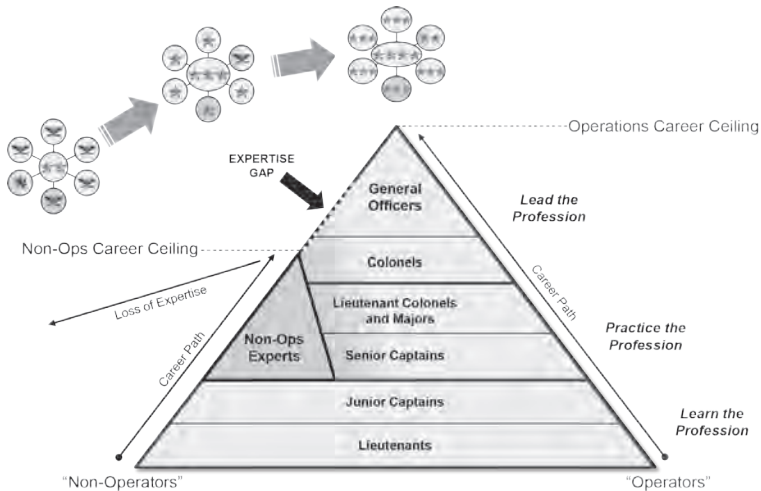 Operations Career Ceiling
EXPERTISE
GAP
General
Officers
Lead the
Profession
Non-Ops Career Ceiling
Colonels
Loss of Expertise
Career Path
Career Path
Lieutenant Colonels
and Majors
Practice the
Profession
Non-Ops
Experts
Senior Captains
Junior Captains
Learn the
Profession
Lieutenants
"Non-Operators"
"Operators"